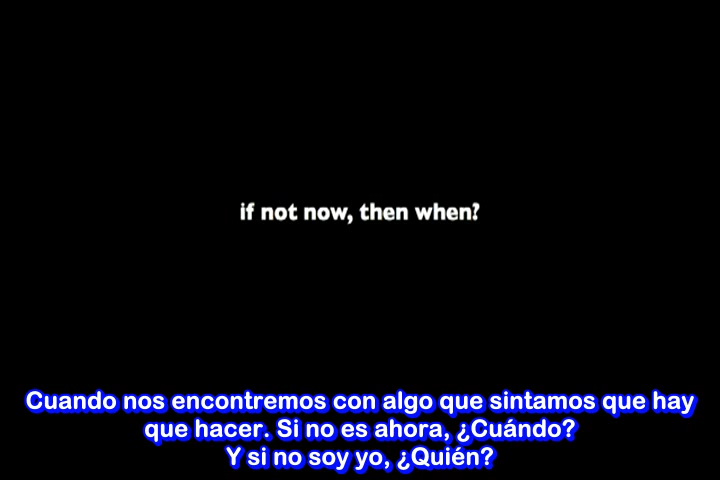 if not now, then when?
Cuando nos encontremos con algo que sintamos que hay
que hacer. Si no es ahora, ¿Cuándo?
Y si no soy yo, ¿Quién?